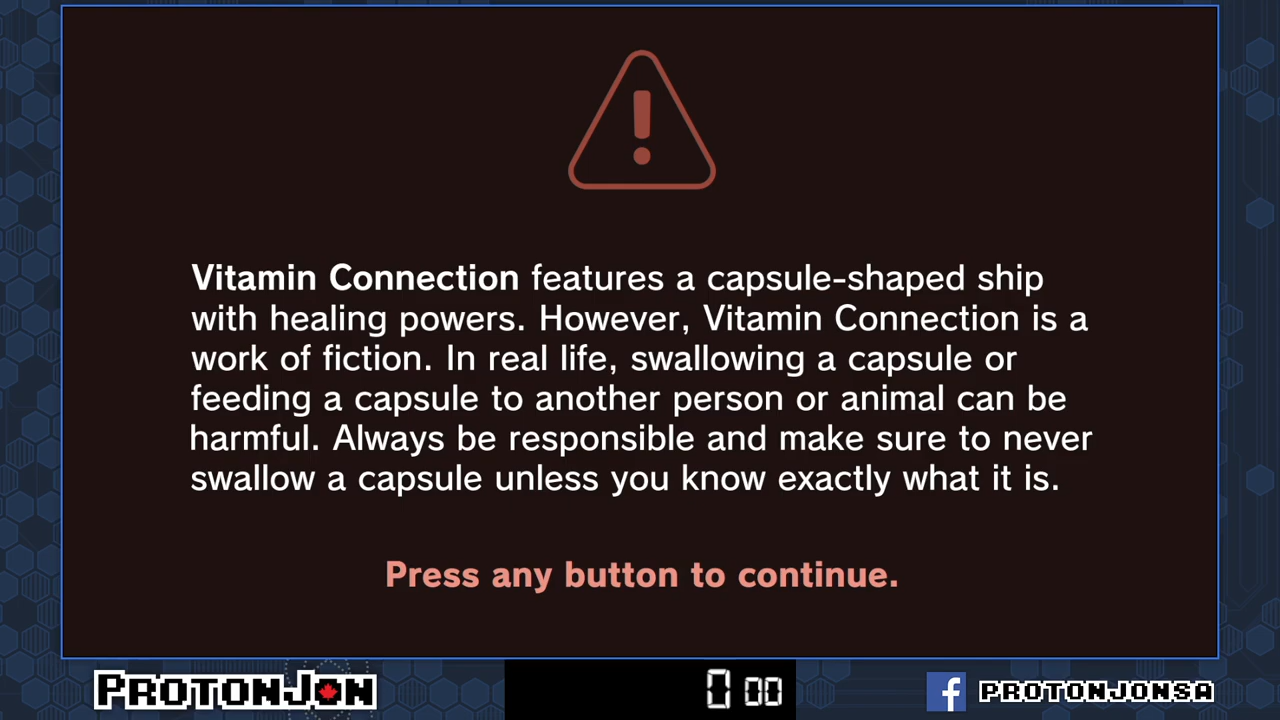 Vitamin Connection features a capsule-shaped ship
with healing powers. However, Vitamin Connection is a
work of fiction. In real life, swallowing a capsule or
feeding a capsule to another person or animal can be
harmful. Always be responsible and make sure to never
swallow a capsule unless you know exactly what it is.
Press any button to continue.
PROTONJON
0 00
f PROTONJONSA